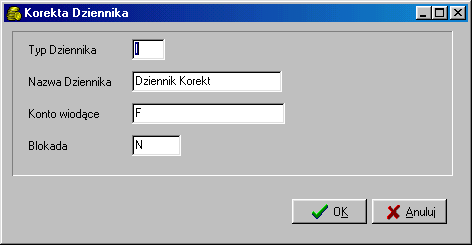 Korekta Dziennika
Typ Dziennika
Nazwa Dziennika Dziennik Korekt
Konto wiodące F
Blokada N
OK Anuluj